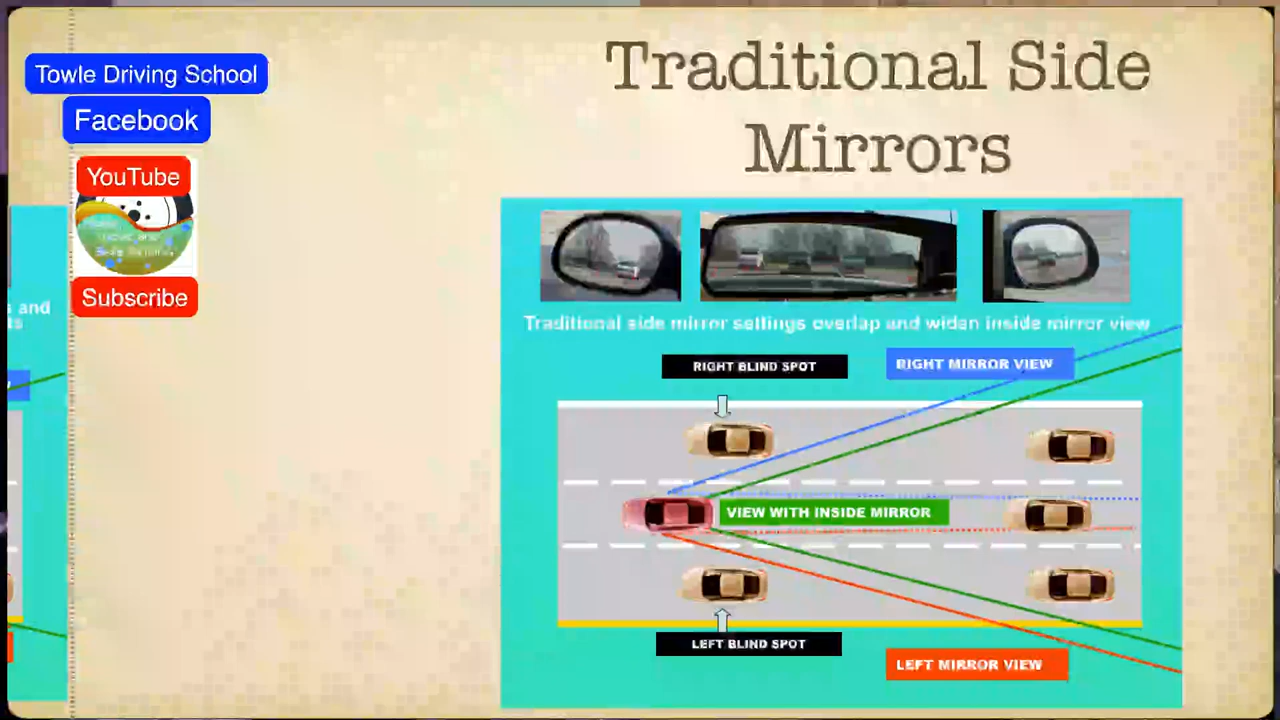 Towle Driving School
Facebook
YouTube
Subscribe
Traditional Side
Mirrors
and
Traditional side mirror settings overlap and widen inside mirror view
RIGHT BLIND SPOT
RIGHT MIRROR VIEW
VIEW WITH INSIDE MIRROR
LEFT BLIND SPOT
LEFT MIRROR VIEW